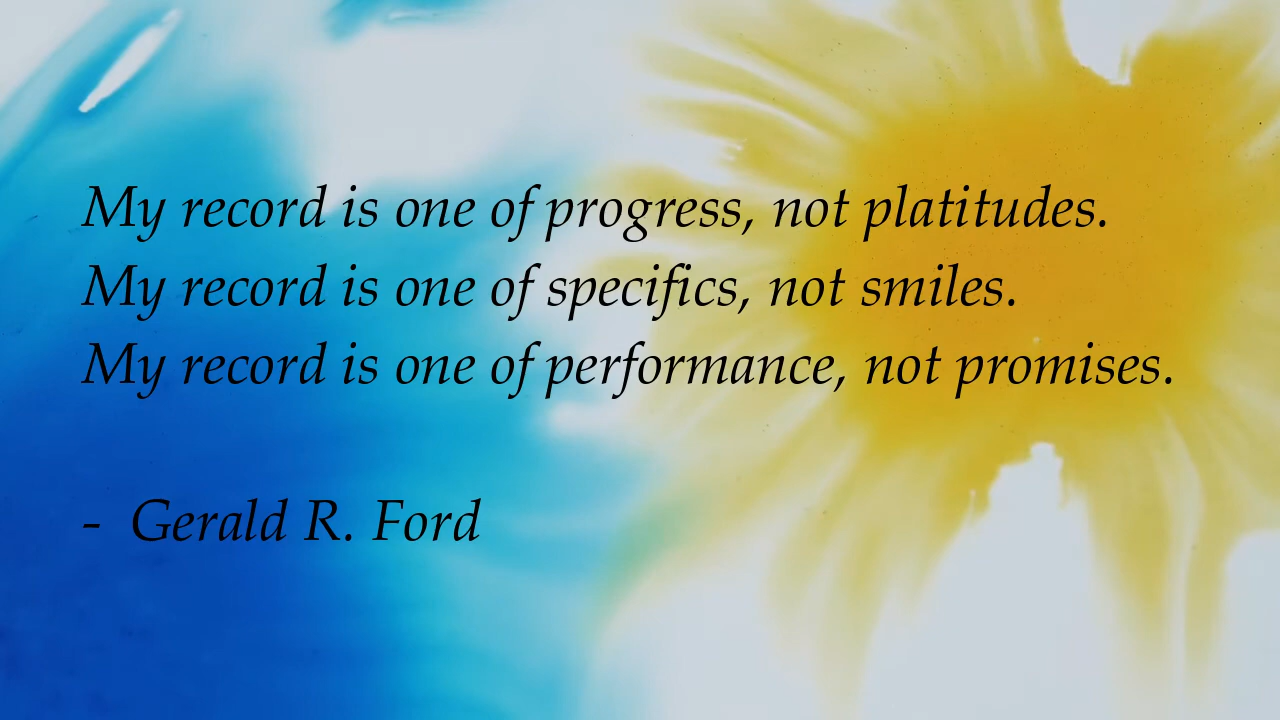 My record is one of progress, not platitudes.
My record is one of specifics, not smiles.
My record is one of performance, not promises.
- Gerald R. Ford